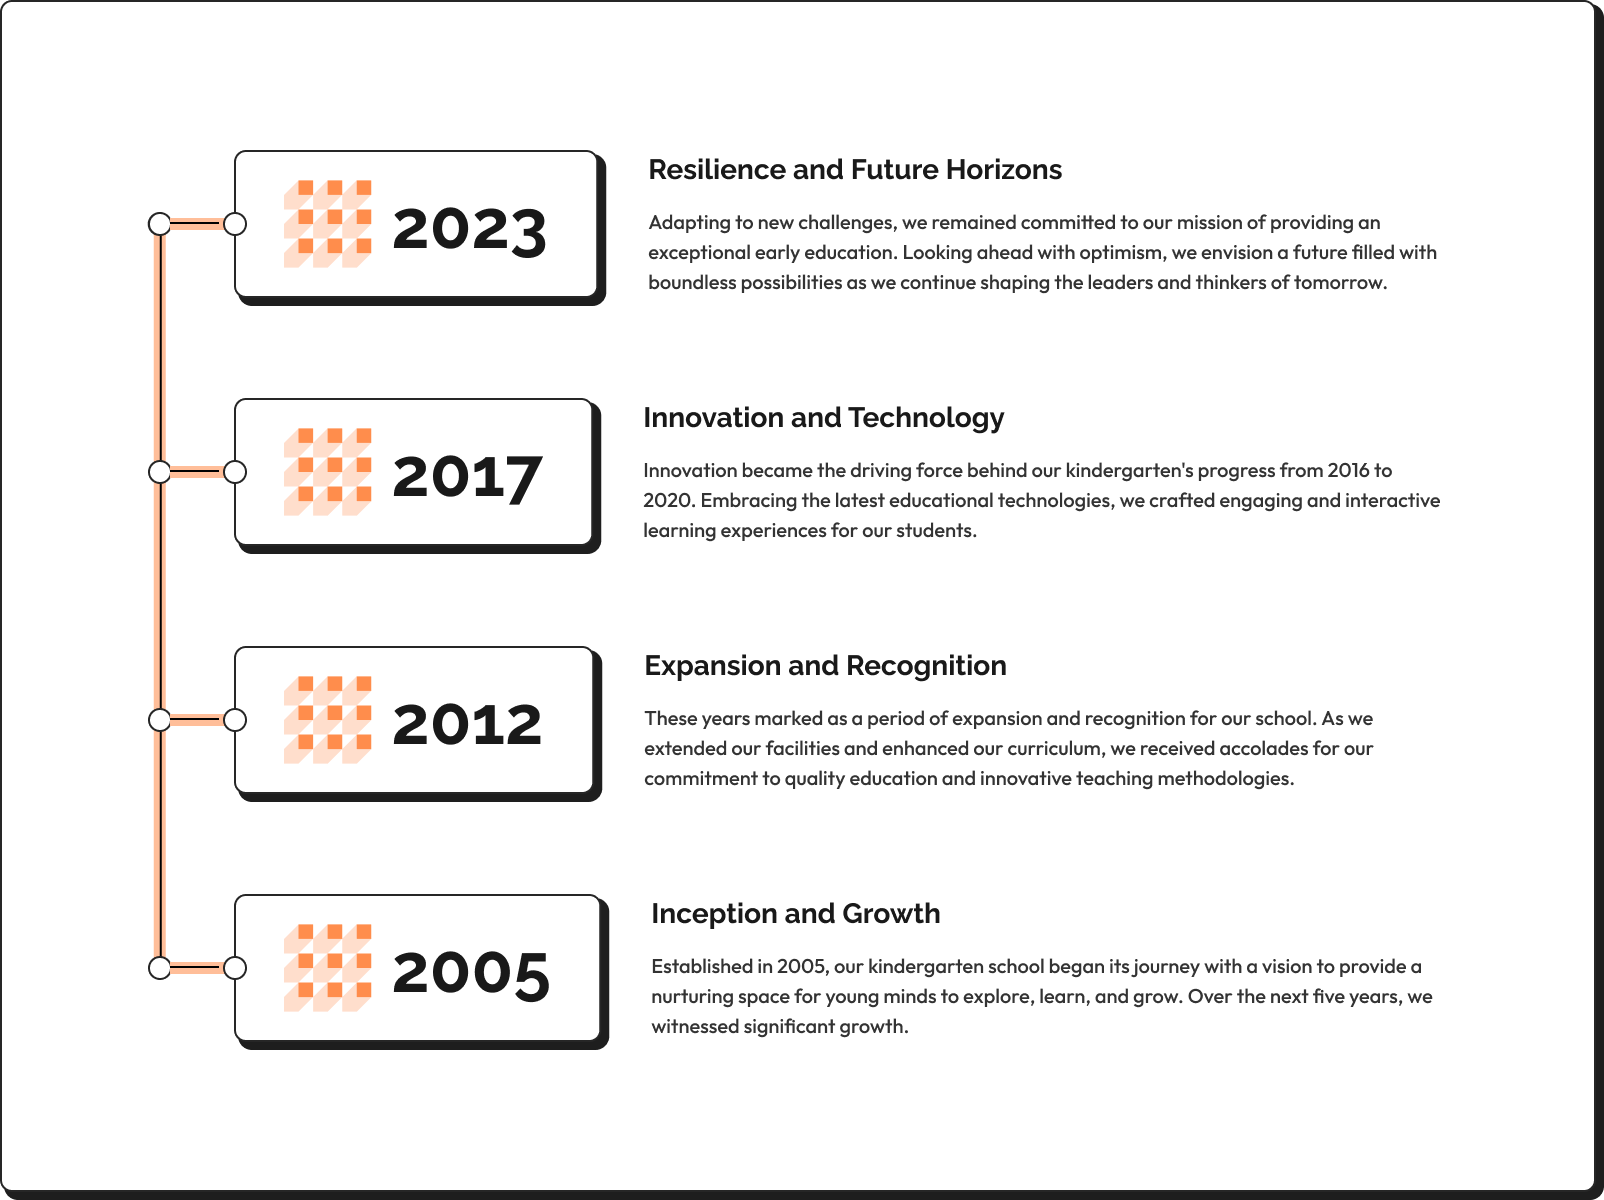 2023
Resilience and Future Horizons
Adapting to new challenges, we remained committed to our mission of providing an
exceptional early education. Looking ahead with optimism, we envision a future filled with
boundless possibilities as we continue shaping the leaders and thinkers of tomorrow.
2017
Innovation and Technology
Innovation became the driving force behind our kindergarten's progress from 2016 to
2020. Embracing the latest educational technologies, we crafted engaging and interactive
learning experiences for our students.
2012
Expansion and Recognition
These years marked as a period of expansion and recognition for our school. As we
extended our facilities and enhanced our curriculum, we received accolades for our
commitment to quality education and innovative teaching methodologies.
2005
Inception and Growth
Established in 2005, our kindergarten school began its journey with a vision to provide a
nurturing space for young minds to explore, learn, and grow. Over the next five years, we
witnessed significant growth.